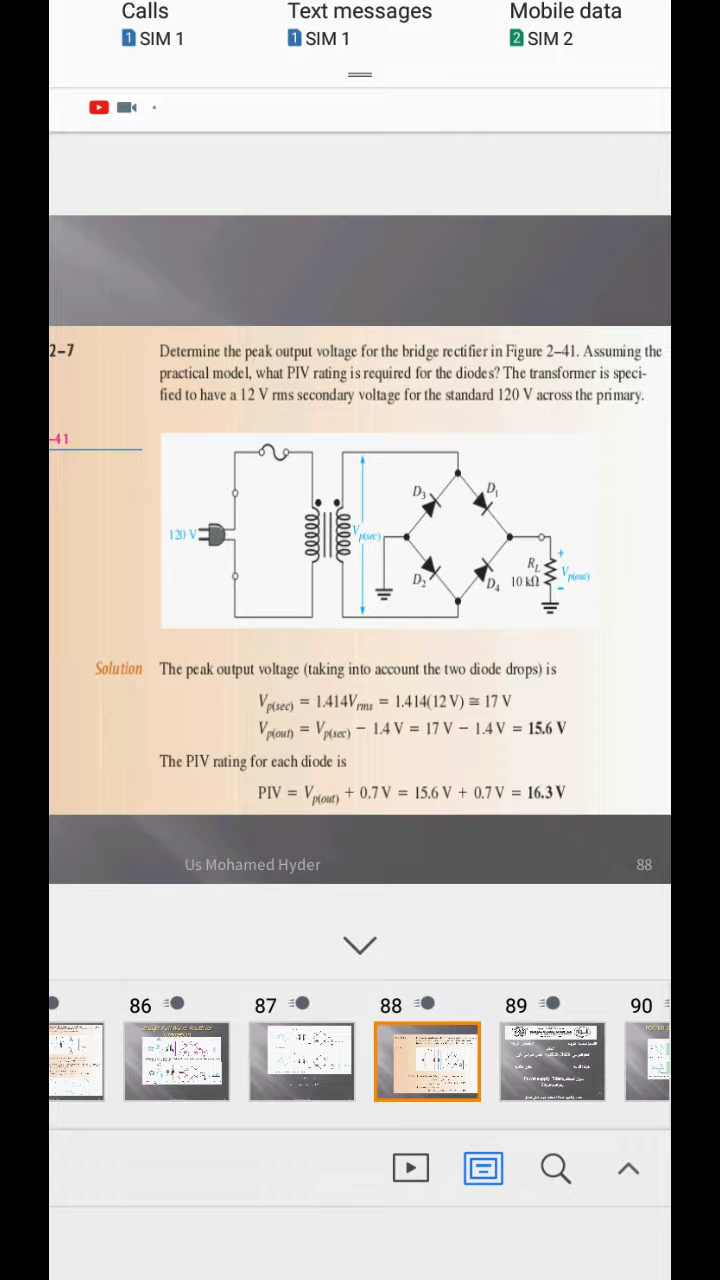 Calls Text messages Mobile data
1 SIM 1 1 SIM 1 2 SIM 2
2–7
Determine the peak output voltage for the bridge rectifier in Figure 2–41. Assuming the
practical model, what PIV rating is required for the diodes? The transformer is speci-
fied to have a 12 V rms secondary voltage for the standard 120 V across the primary.
–41
D3 D1
120 V
Vp(sec)
D2 D4
RL
10 kΩ
+
Vp(out)
–
Solution The peak output voltage (taking into account the two diode drops) is
Vp(sec) = 1.414Vrms = 1.414(12 V) ≅ 17 V
Vp(out) = Vp(sec) − 1.4 V = 17 V − 1.4 V = 15.6 V
The PIV rating for each diode is
PIV = Vp(out) + 0.7 V = 15.6 V + 0.7 V = 16.3 V
Us Mohamed Hyder 88
86 87 88 89 90